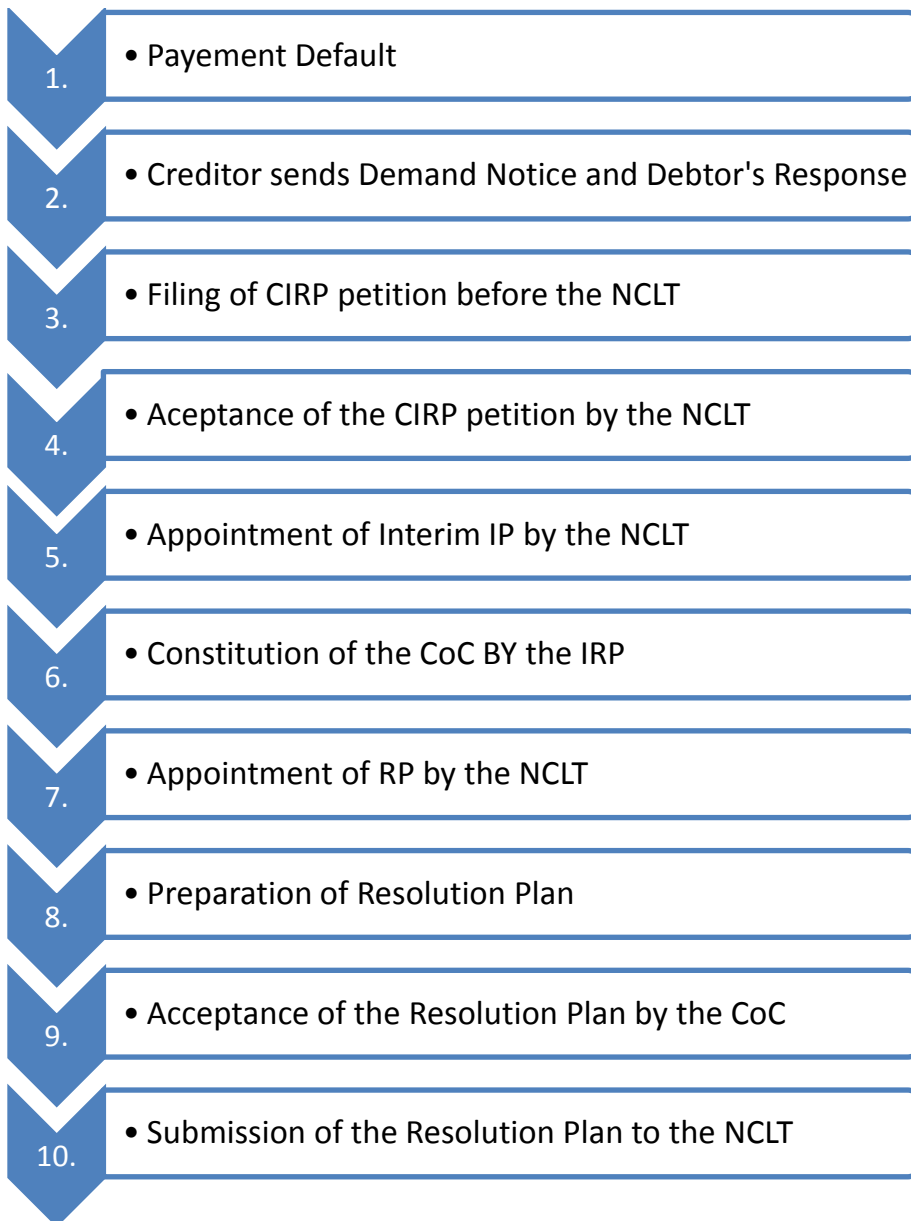 1.
• Payement Default
2.
• Creditor sends Demand Notice and Debtor's Response
3.
• Filing of CIRP petition before the NCLT
4.
• Aceptance of the CIRP petition by the NCLT
5.
• Appointment of Interim IP by the NCLT
6.
• Constitution of the CoC BY the IRP
7.
• Appointment of RP by the NCLT
8.
• Preparation of Resolution Plan
9.
• Acceptance of the Resolution Plan by the CoC
10.
• Submission of the Resolution Plan to the NCLT